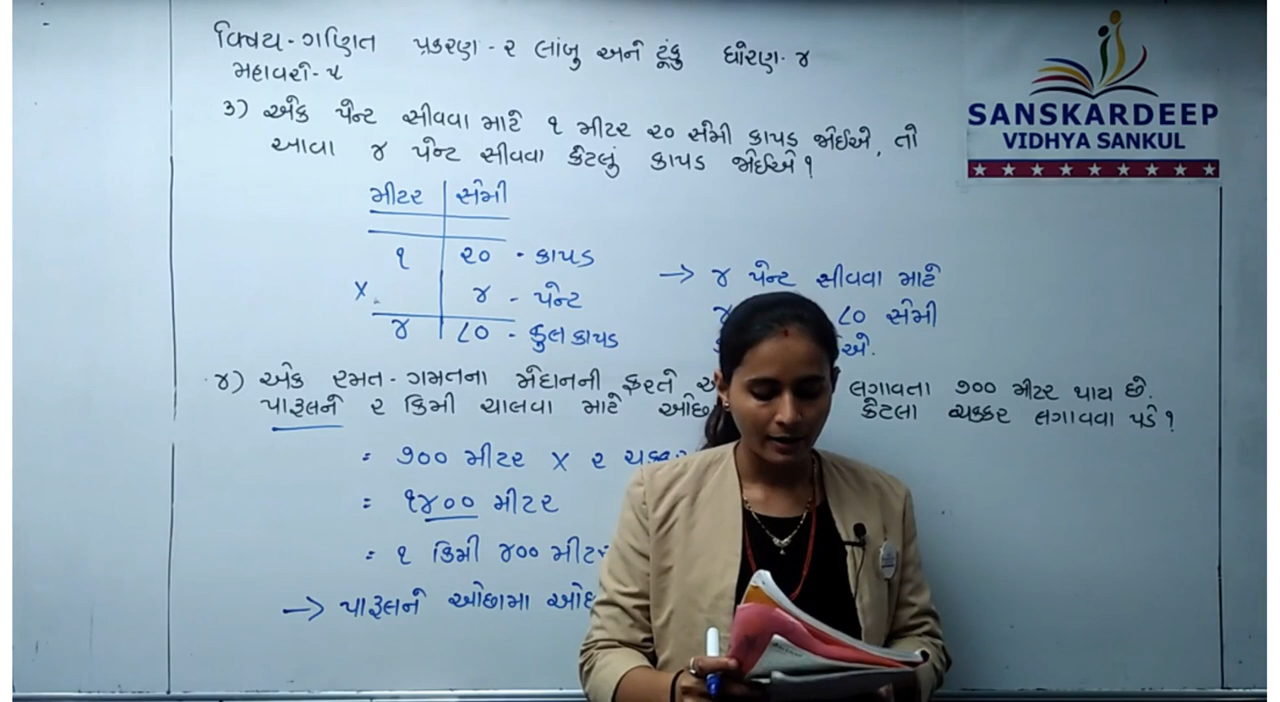 વિષય - ગણિત પ્રકરણ - ૨ લાંબુ અને ટૂંકુ ધોરણ - ૪
મહાવરો - ૫
૩) એક પેન્ટ સીવવા માટે ૧ મીટર ૨૦ સેમી કાપડ જોઈએ, તો
આવા ૪ પેન્ટ સીવવા કેટલું કાપડ જોઈએ ?
મીટર સેમી
૧ ૨૦ - કાપડ
× ૪ - પેન્ટ
૪ ૮૦ - કુલ કાપડ
→ ૪ પેન્ટ સીવવા માટે
૮૦ સેમી
૪) એક રમત - ગમતના મેદાનની ફરતે લગાવતા ૭૦૦ મીટર થાય છે.
પારૂલને ૨ કિમી ચાલવા માટે કેટલા ચક્કર લગાવવા પડે ?
= ૭૦૦ મીટર × ૨
= ૧૪૦૦ મીટર
= ૧ કિમી ૪૦૦ મીટર
→ પારૂલને ઓછામા
SANSKARDEEP
VIDHYA SANKUL